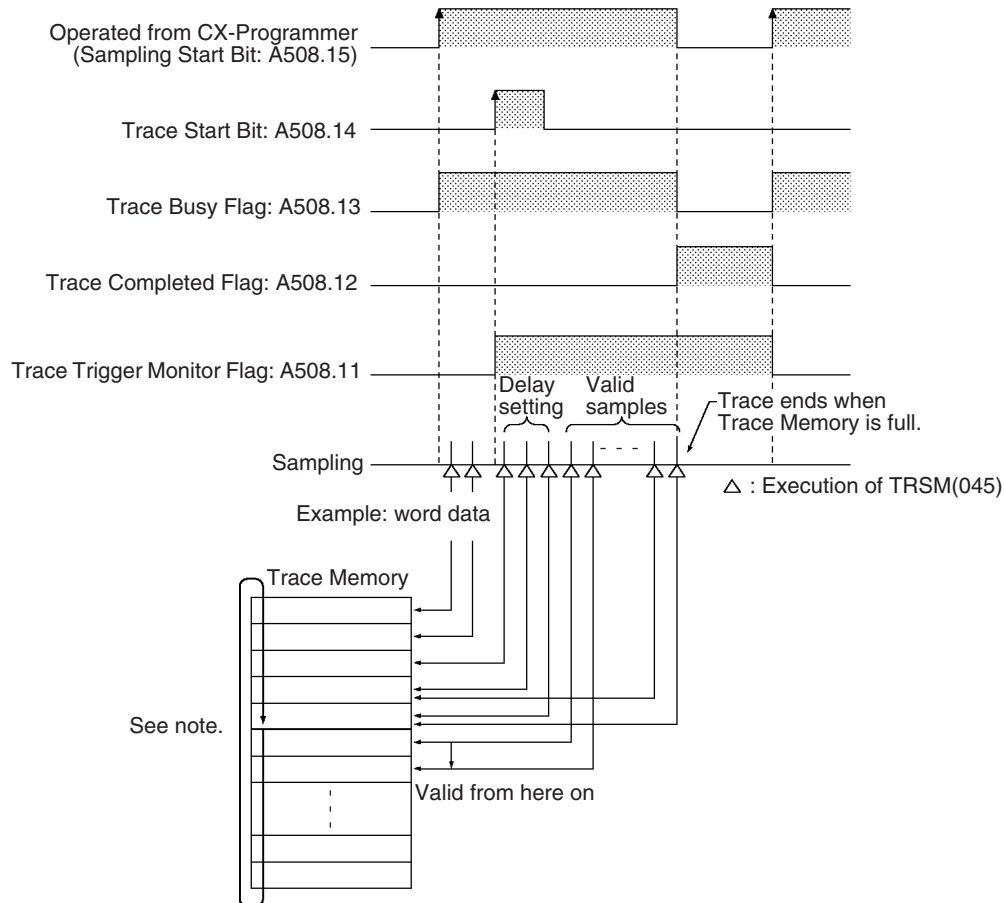 Operated from CX-Programmer
(Sampling Start Bit: A508.15)
Trace Start Bit: A508.14
Trace Busy Flag: A508.13
Trace Completed Flag: A508.12
Trace Trigger Monitor Flag: A508.11
Delay
setting
Valid
samples
Trace ends when
Trace Memory is full.
Sampling
△ : Execution of TRSM(045)
Example: word data
Trace Memory
See note.
Valid from here on